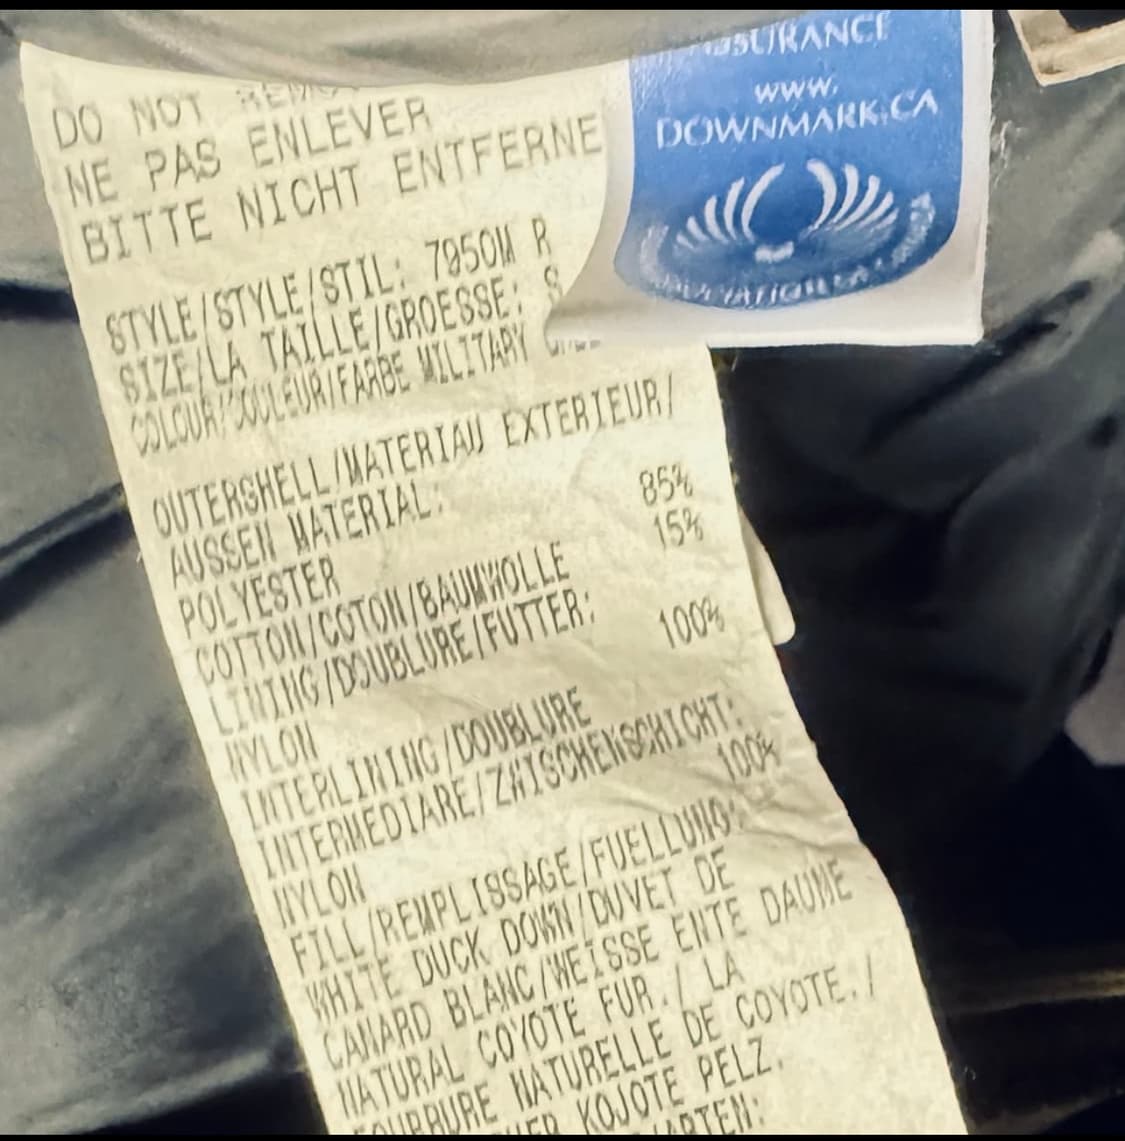 DO NOT
NE PAS ENLEVER
BITTE NICHT ENTFERNE
STYLE/STYLE/STIL: 7950M R
SIZE/LA TAILLE/GROESSE: S
COLOUR/COULEUR/FARBE MILITARY
OUTERSHELL/MATERIAU EXTERIEUR/
AUSSEN MATERIAL:
POLYESTER 85%
COTTON/COTON/BAUMWOLLE 15%
LINING/DOUBLURE/FUTTER:
NYLON 100%
INTERLINING/DOUBLURE
INTERMEDIARE/ZWISCHENSCHICHT:
NYLON 100%
FILL/REMPLISSAGE/FUELLUNG:
WHITE DUCK DOWN/DUVET DE
CANARD BLANC/WEISSE ENTE DAUNE
NATURAL COYOTE FUR./ LA
FOURRURE NATURELLE DE COYOTE./
KOJOTE PELZ.
ASSURANCE
www.
DOWNMARK.CA